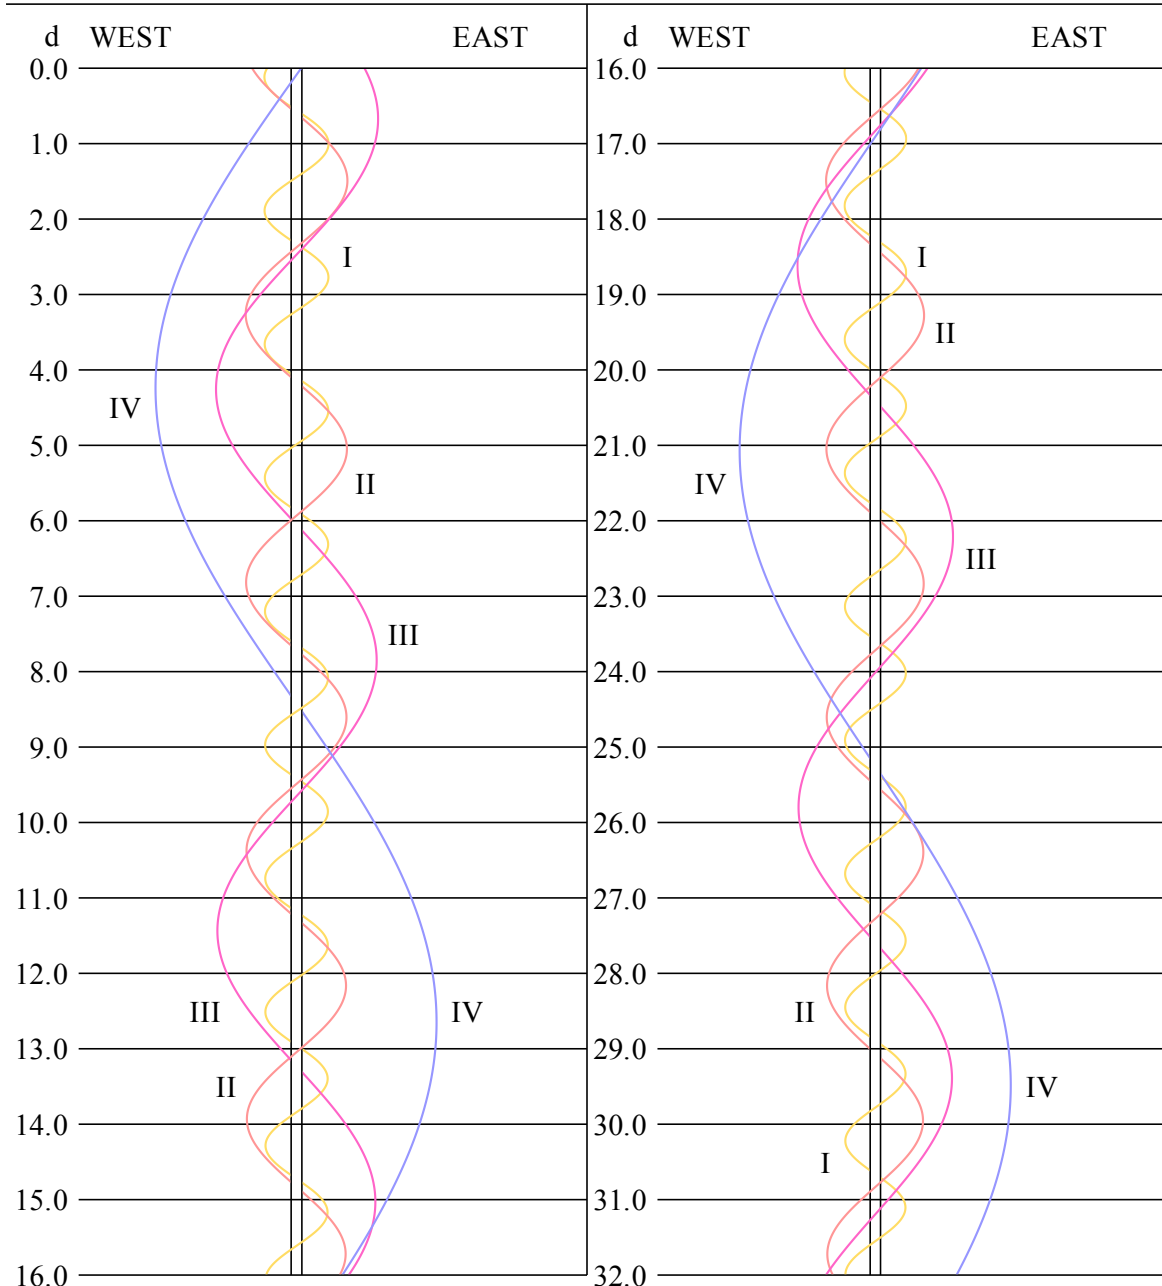 d WEST EAST d WEST EAST
0.0 16.0
1.0 17.0
2.0 18.0
I I
3.0 19.0
II
4.0 20.0
IV
5.0 21.0
II IV
6.0 22.0
III
7.0 23.0
III
8.0 24.0
9.0 25.0
10.0 26.0
11.0 27.0
12.0 28.0
III IV II
13.0 29.0
II IV
14.0 30.0
I
15.0 31.0
16.0 32.0